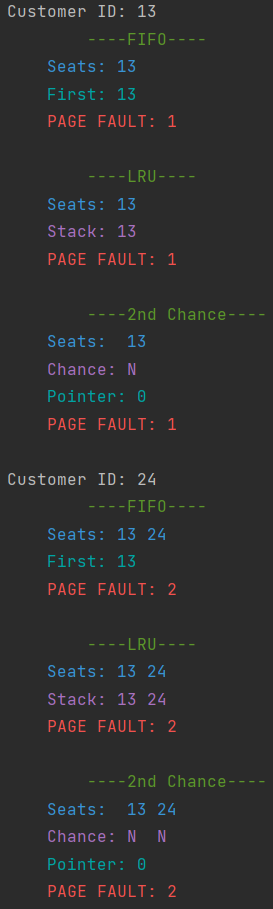 Customer ID: 13
----FIFO----
Seats: 13
First: 13
PAGE FAULT: 1
----LRU----
Seats: 13
Stack: 13
PAGE FAULT: 1
----2nd Chance----
Seats:  13
Chance: N
Pointer: 0
PAGE FAULT: 1
Customer ID: 24
----FIFO----
Seats: 13 24
First: 13
PAGE FAULT: 2
----LRU----
Seats: 13 24
Stack: 13 24
PAGE FAULT: 2
----2nd Chance----
Seats:  13 24
Chance: N  N
Pointer: 0
PAGE FAULT: 2